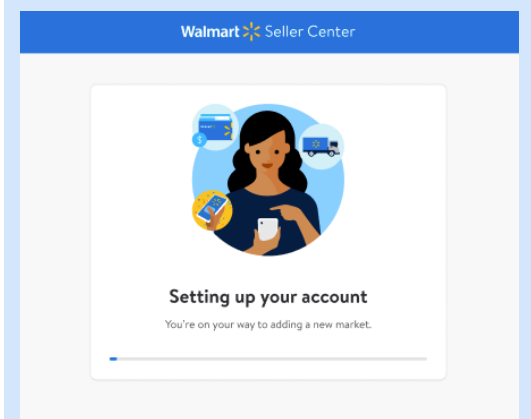 Walmart Seller Center
Setting up your account
You're on your way to adding a new market.